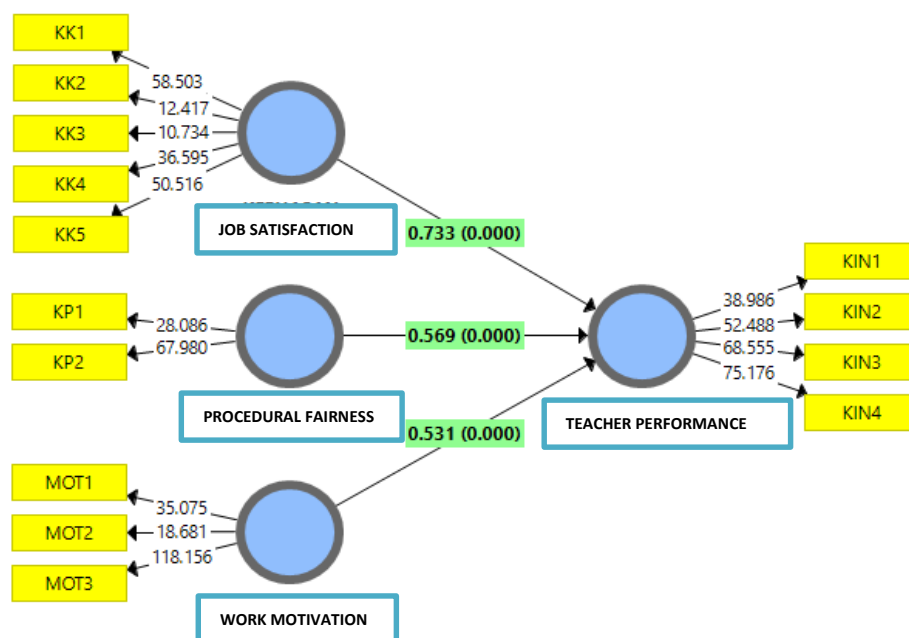 KK1
KK2
KK3
KK4
KK5
58.503
12.417
10.734
36.595
50.516
JOB SATISFACTION
0.733 (0.000)
KP1
KP2
28.086
67.980
0.569 (0.000)
PROCEDURAL FAIRNESS
0.531 (0.000)
TEACHER PERFORMANCE
38.986
52.488
68.555
75.176
KIN1
KIN2
KIN3
KIN4
MOT1
MOT2
MOT3
35.075
18.681
118.156
WORK MOTIVATION